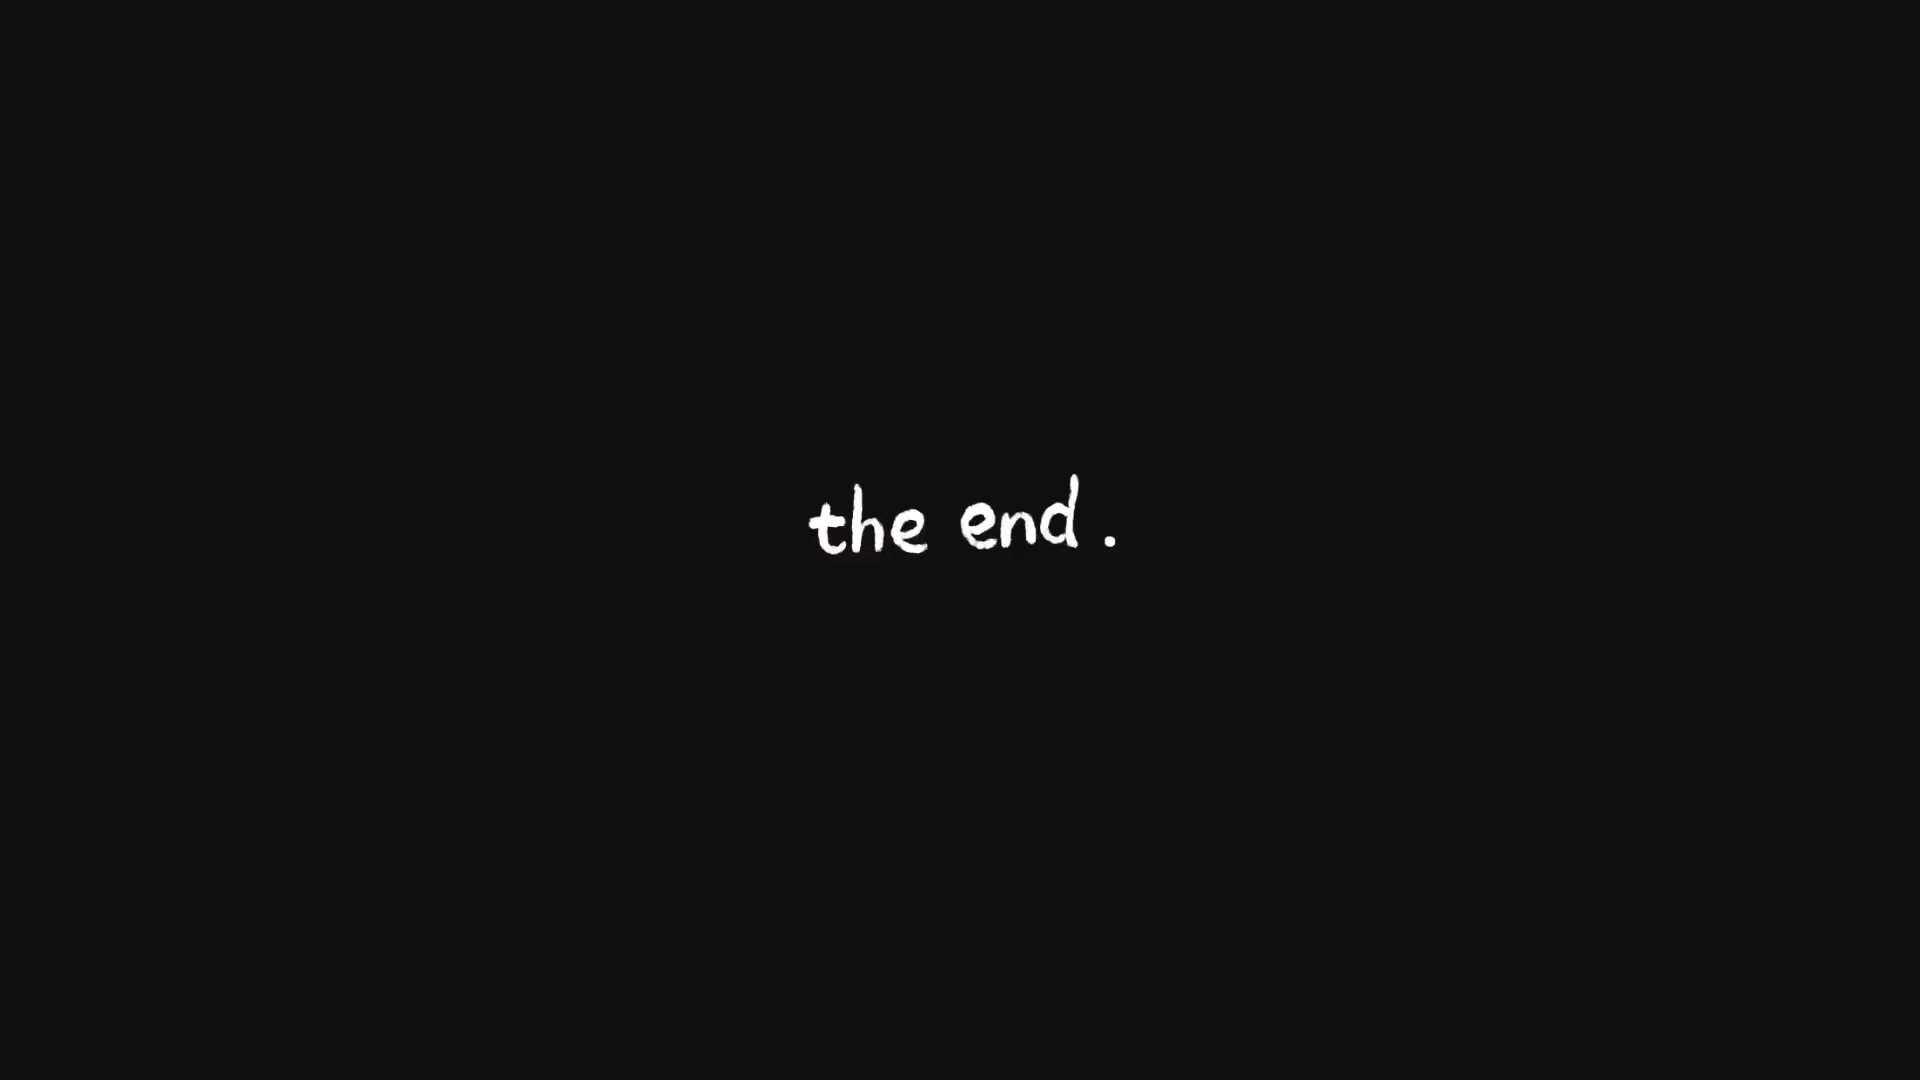 the end .